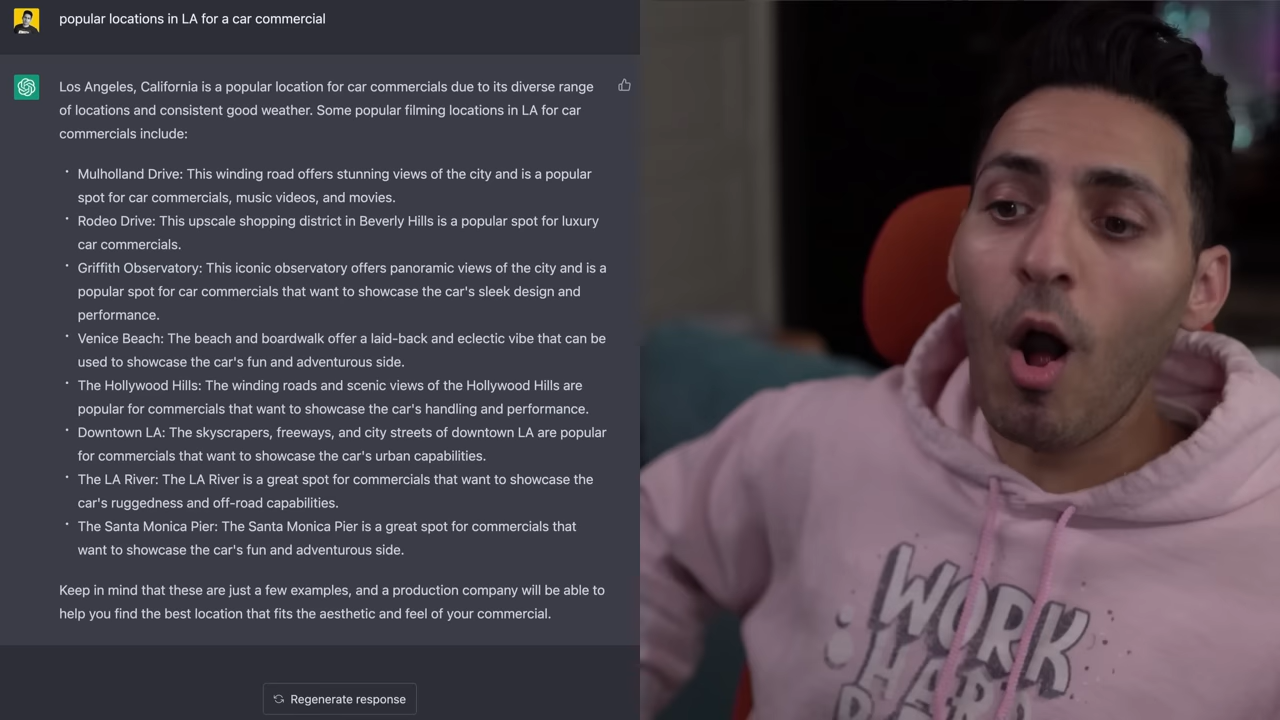 popular locations in LA for a car commercial
Los Angeles, California is a popular location for car commercials due to its diverse range
of locations and consistent good weather. Some popular filming locations in LA for car
commercials include:
• Mulholland Drive: This winding road offers stunning views of the city and is a popular
spot for car commercials, music videos, and movies.
• Rodeo Drive: This upscale shopping district in Beverly Hills is a popular spot for luxury
car commercials.
• Griffith Observatory: This iconic observatory offers panoramic views of the city and is a
popular spot for car commercials that want to showcase the car's sleek design and
performance.
• Venice Beach: The beach and boardwalk offer a laid-back and eclectic vibe that can be
used to showcase the car's fun and adventurous side.
• The Hollywood Hills: The winding roads and scenic views of the Hollywood Hills are
popular for commercials that want to showcase the car's handling and performance.
• Downtown LA: The skyscrapers, freeways, and city streets of downtown LA are popular
for commercials that want to showcase the car's urban capabilities.
• The LA River: The LA River is a great spot for commercials that want to showcase the
car's ruggedness and off-road capabilities.
• The Santa Monica Pier: The Santa Monica Pier is a great spot for commercials that
want to showcase the car's fun and adventurous side.
Keep in mind that these are just a few examples, and a production company will be able to
help you find the best location that fits the aesthetic and feel of your commercial.
Regenerate response
WORK
HARD